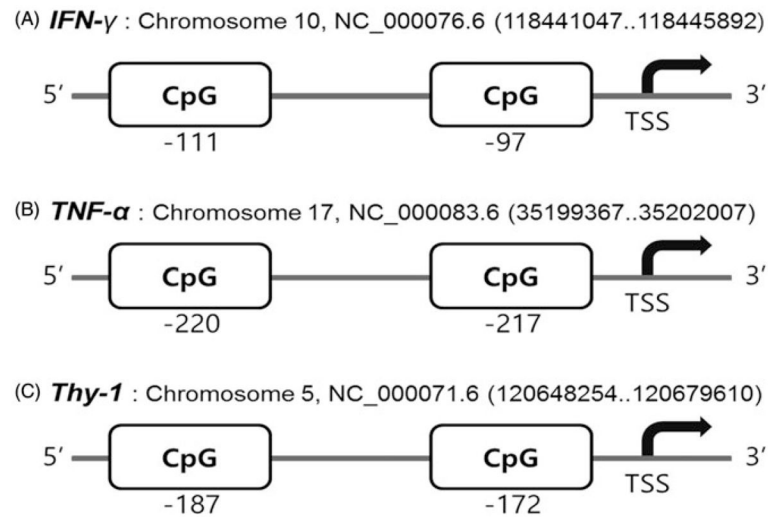 (A) IFN-γ : Chromosome 10, NC_000076.6 (118441047..118445892)
5′ CpG CpG 3′
-111 -97 TSS
(B) TNF-α : Chromosome 17, NC_000083.6 (35199367..35202007)
5′ CpG CpG 3′
-220 -217 TSS
(C) Thy-1 : Chromosome 5, NC_000071.6 (120648254..120679610)
5′ CpG CpG 3′
-187 -172 TSS